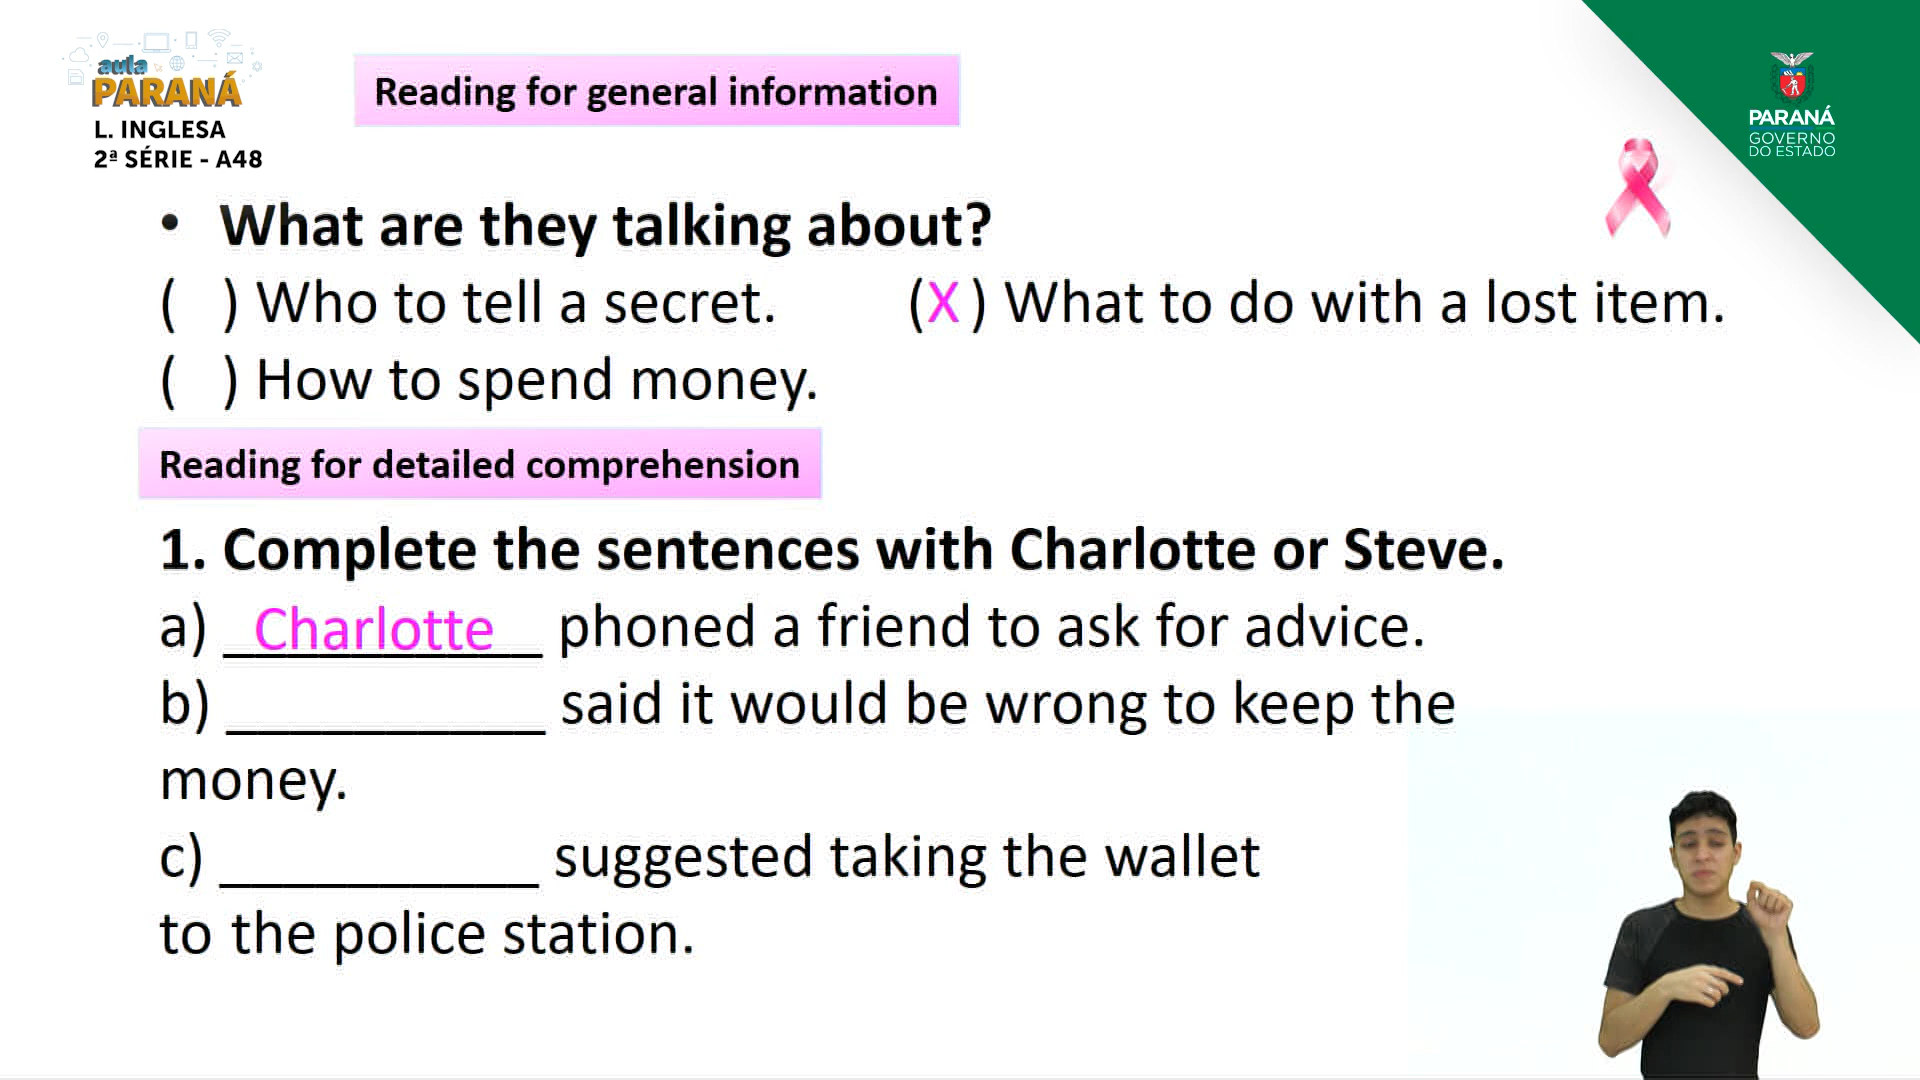 aula
PARANÁ
L. INGLESA
2ª SÉRIE - A48
Reading for general information
PARANÁ
GOVERNO
DO ESTADO
• What are they talking about?
(   ) Who to tell a secret.   (X) What to do with a lost item.
(   ) How to spend money.
Reading for detailed comprehension
1. Complete the sentences with Charlotte or Steve.
a) __Charlotte__ phoned a friend to ask for advice.
b) __________ said it would be wrong to keep the
money.
c) __________ suggested taking the wallet
to the police station.